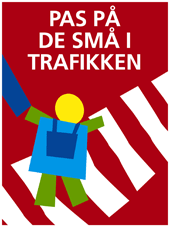 PAS PÅ
DE SMÅ I
TRAFIKKEN